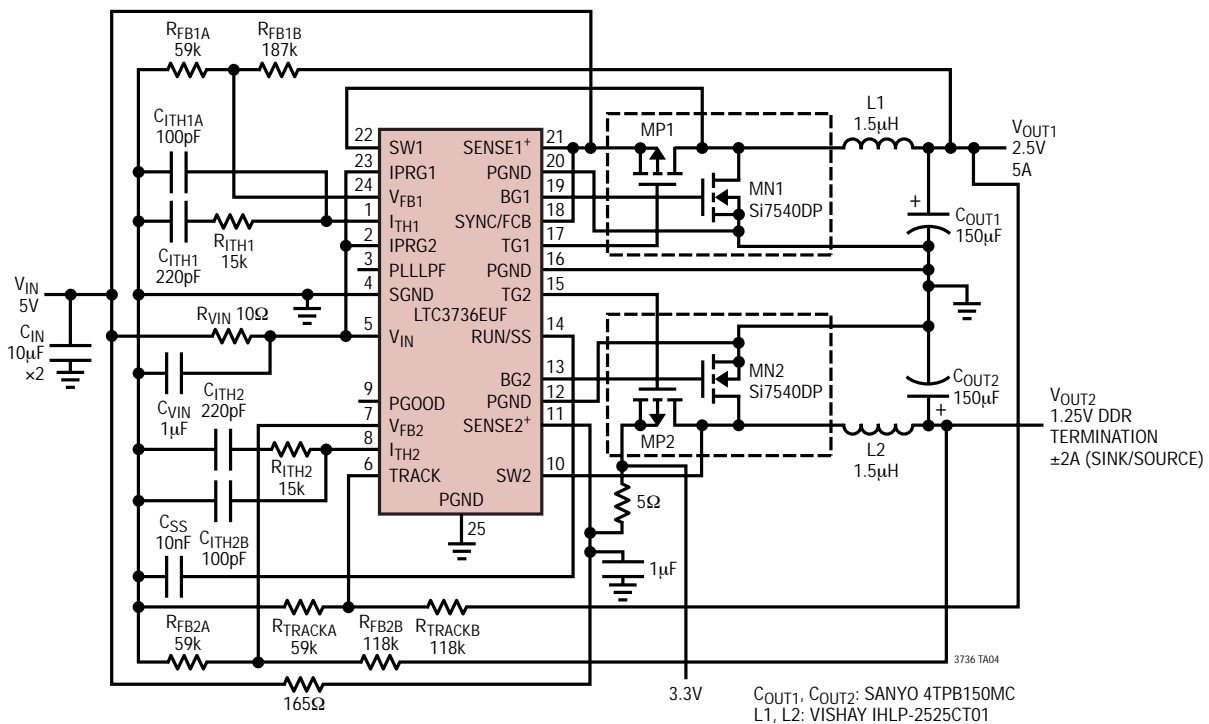 RFB1A
59k
RFB1B
187k
CITH1A
100pF
RITH1
15k
CITH1
220pF
VIN
5V
CIN
10µF
×2
RVIN 10Ω
CVIN
1µF
CITH2
220pF
RITH2
15k
CSS
10nF
CITH2B
100pF
22
SW1
23
IPRG1
24
VFB1
1
ITH1
2
IPRG2
3
PLLLPF
4
SGND
LTC3736EUF
5
VIN
9
PGOOD
7
VFB2
8
ITH2
6
TRACK
PGND
25
21
SENSE1+
20
PGND
19
BG1
18
SYNC/FCB
17
TG1
16
PGND
15
TG2
14
RUN/SS
13
BG2
12
PGND
11
SENSE2+
10
SW2
MP1
MN1
Si7540DP
L1
1.5µH
VOUT1
2.5V
5A
+
COUT1
150µF
MN2
Si7540DP
MP2
COUT2
150µF
+
L2
1.5µH
VOUT2
1.25V DDR
TERMINATION
±2A (SINK/SOURCE)
5Ω
1µF
RFB2A
59k
RTRACKA
59k
RFB2B
118k
RTRACKB
118k
165Ω
3.3V
3736 TA04
COUT1, COUT2: SANYO 4TPB150MC
L1, L2: VISHAY IHLP-2525CT01